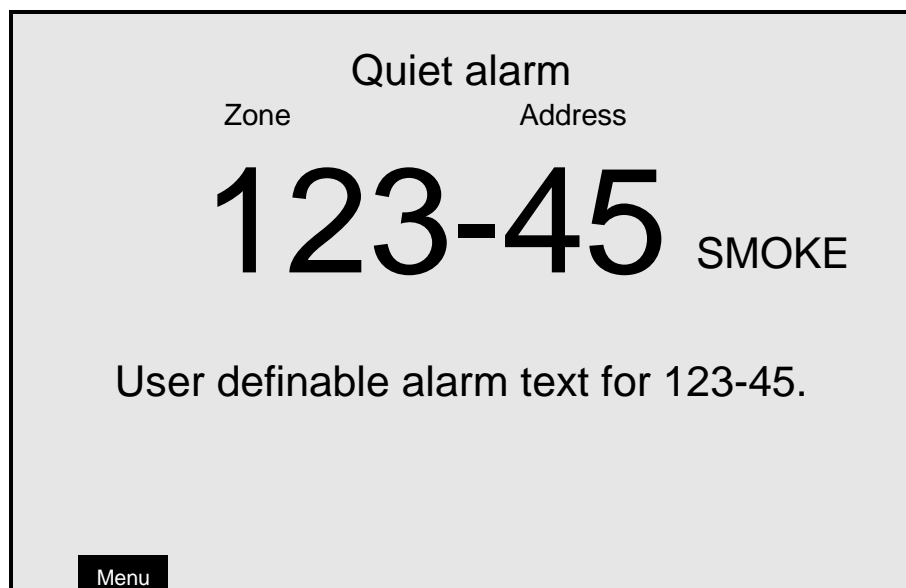 Quiet alarm
Zone Address
123-45 SMOKE
User definable alarm text for 123-45.
Menu